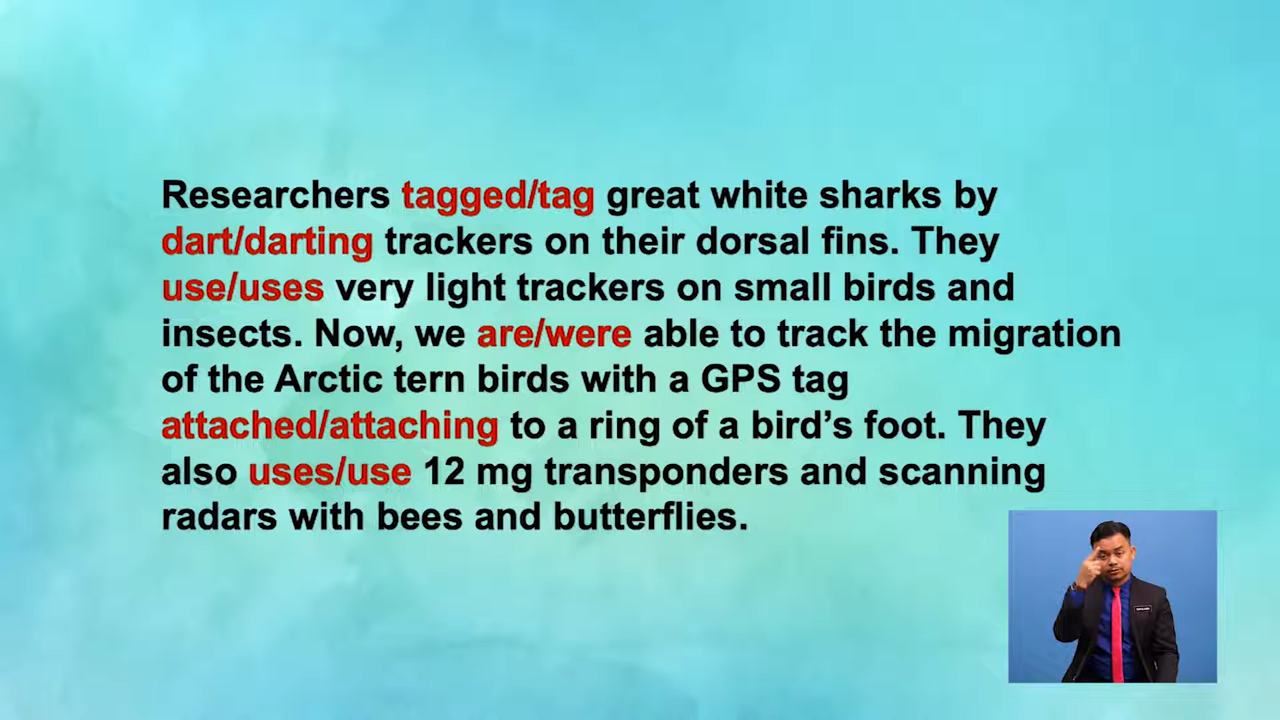 Researchers tagged/tag great white sharks by
dart/darting trackers on their dorsal fins. They
use/uses very light trackers on small birds and
insects. Now, we are/were able to track the migration
of the Arctic tern birds with a GPS tag
attached/attaching to a ring of a bird’s foot. They
also uses/use 12 mg transponders and scanning
radars with bees and butterflies.